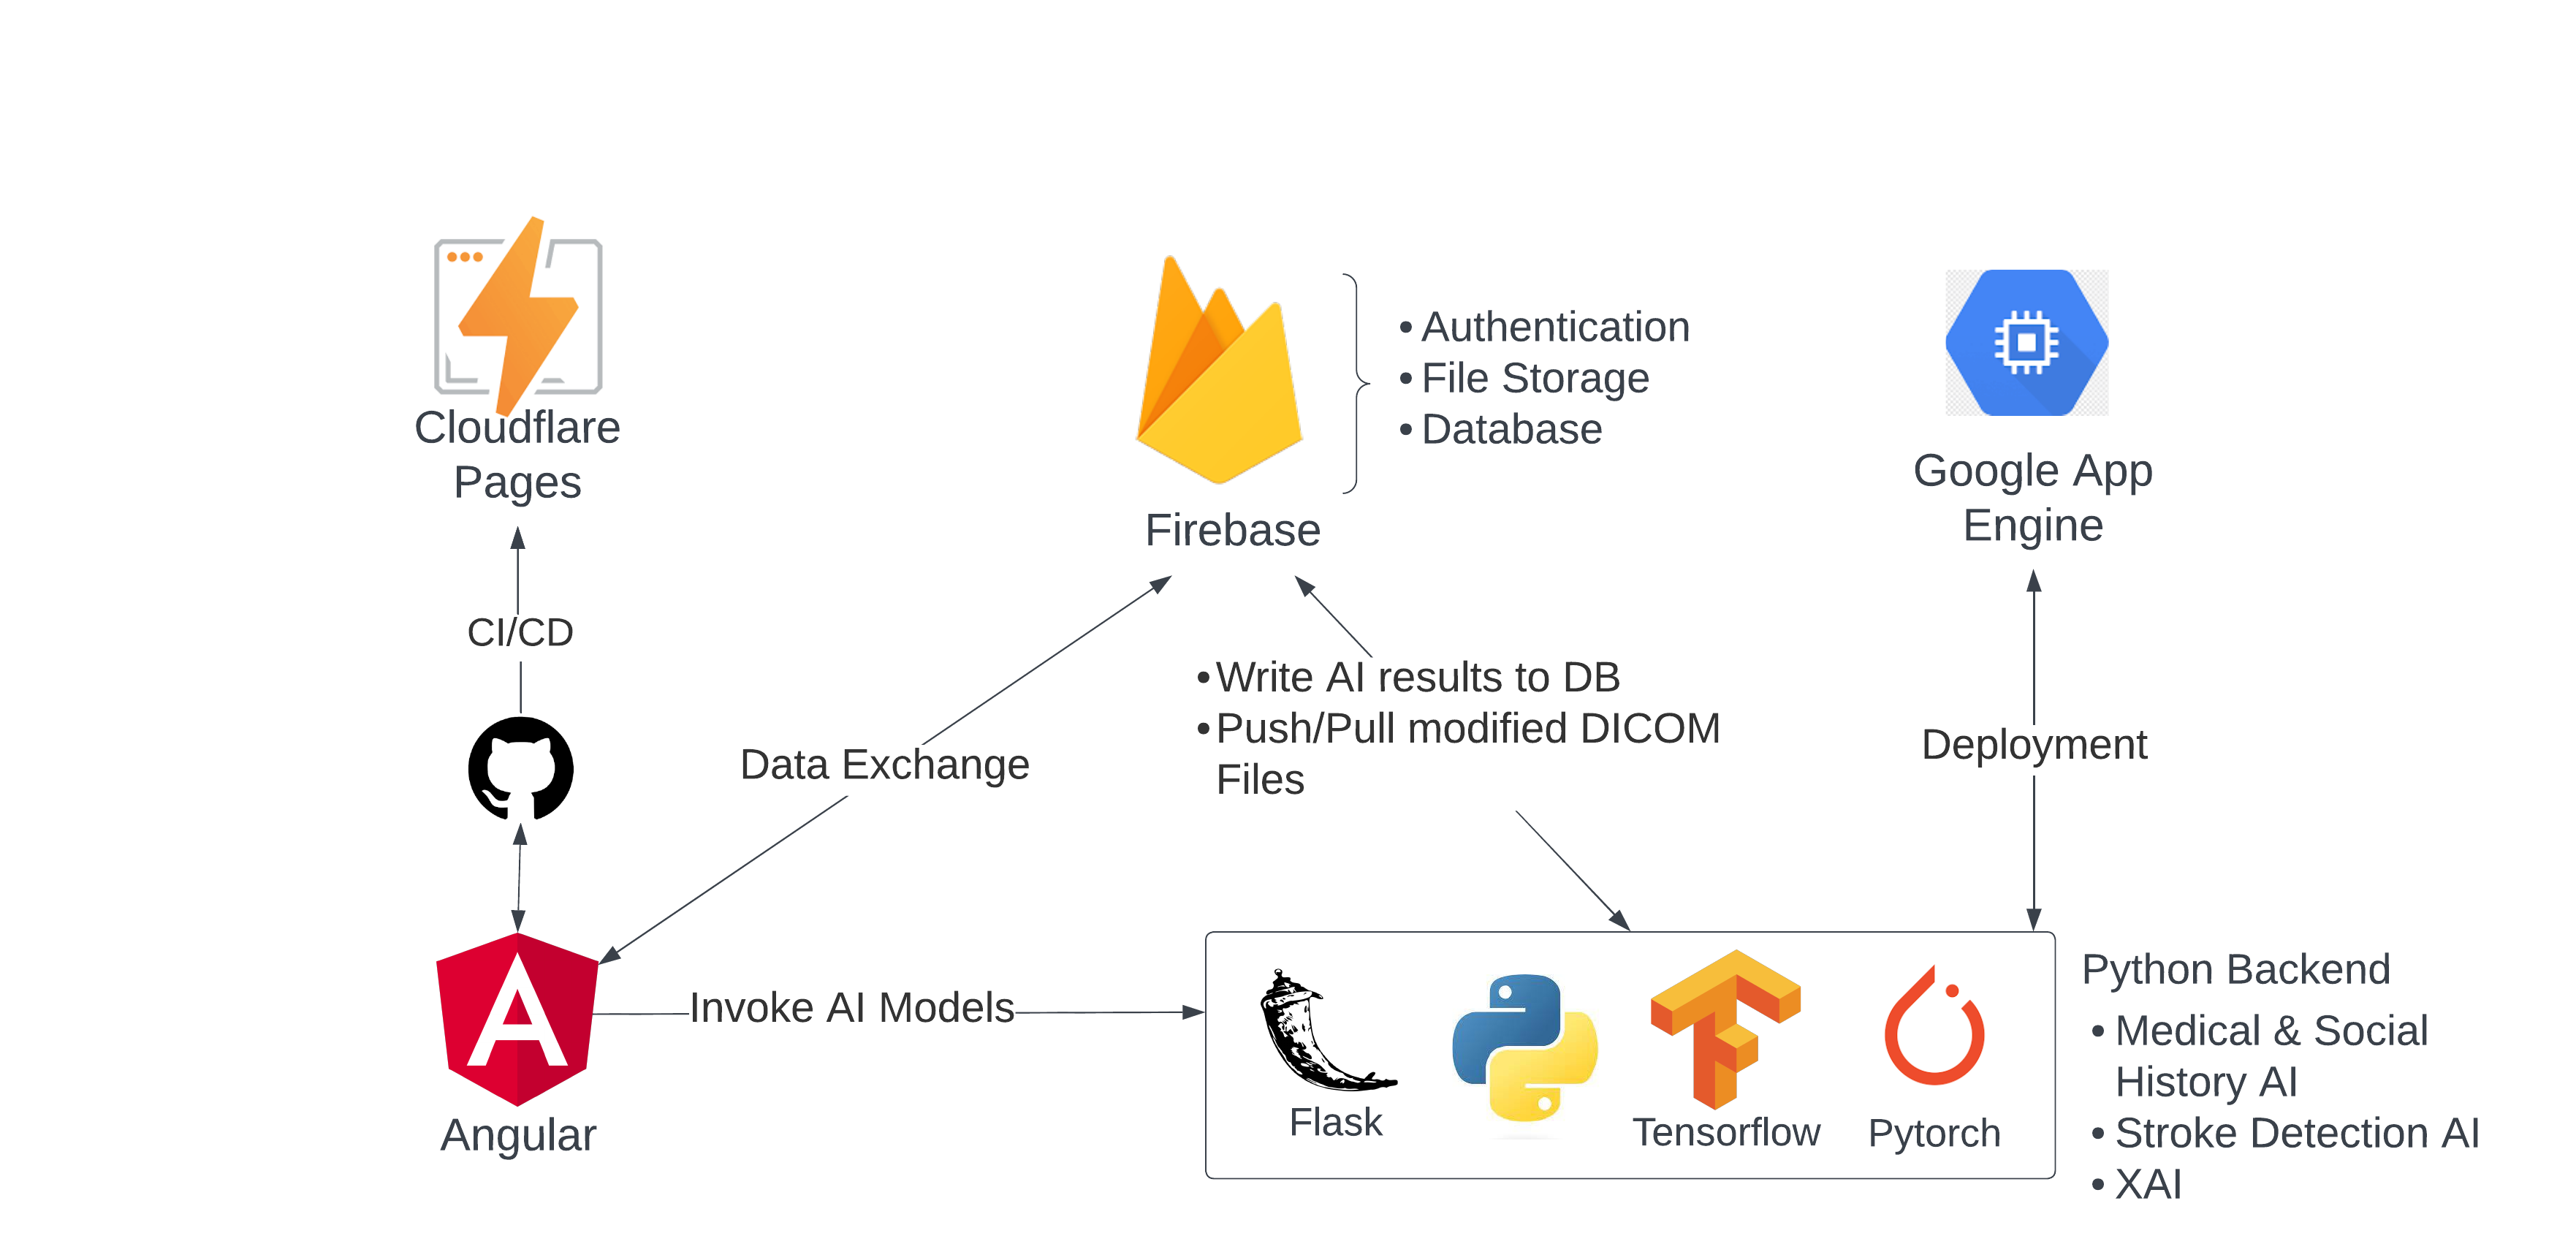 Cloudflare
Pages
CI/CD
Firebase
• Authentication
• File Storage
• Database
Google App
Engine
Data Exchange
• Write AI results to DB
• Push/Pull modified DICOM
Files
Deployment
Angular
Invoke AI Models
Flask
Tensorflow
Pytorch
Python Backend
• Medical & Social
History AI
• Stroke Detection AI
• XAI